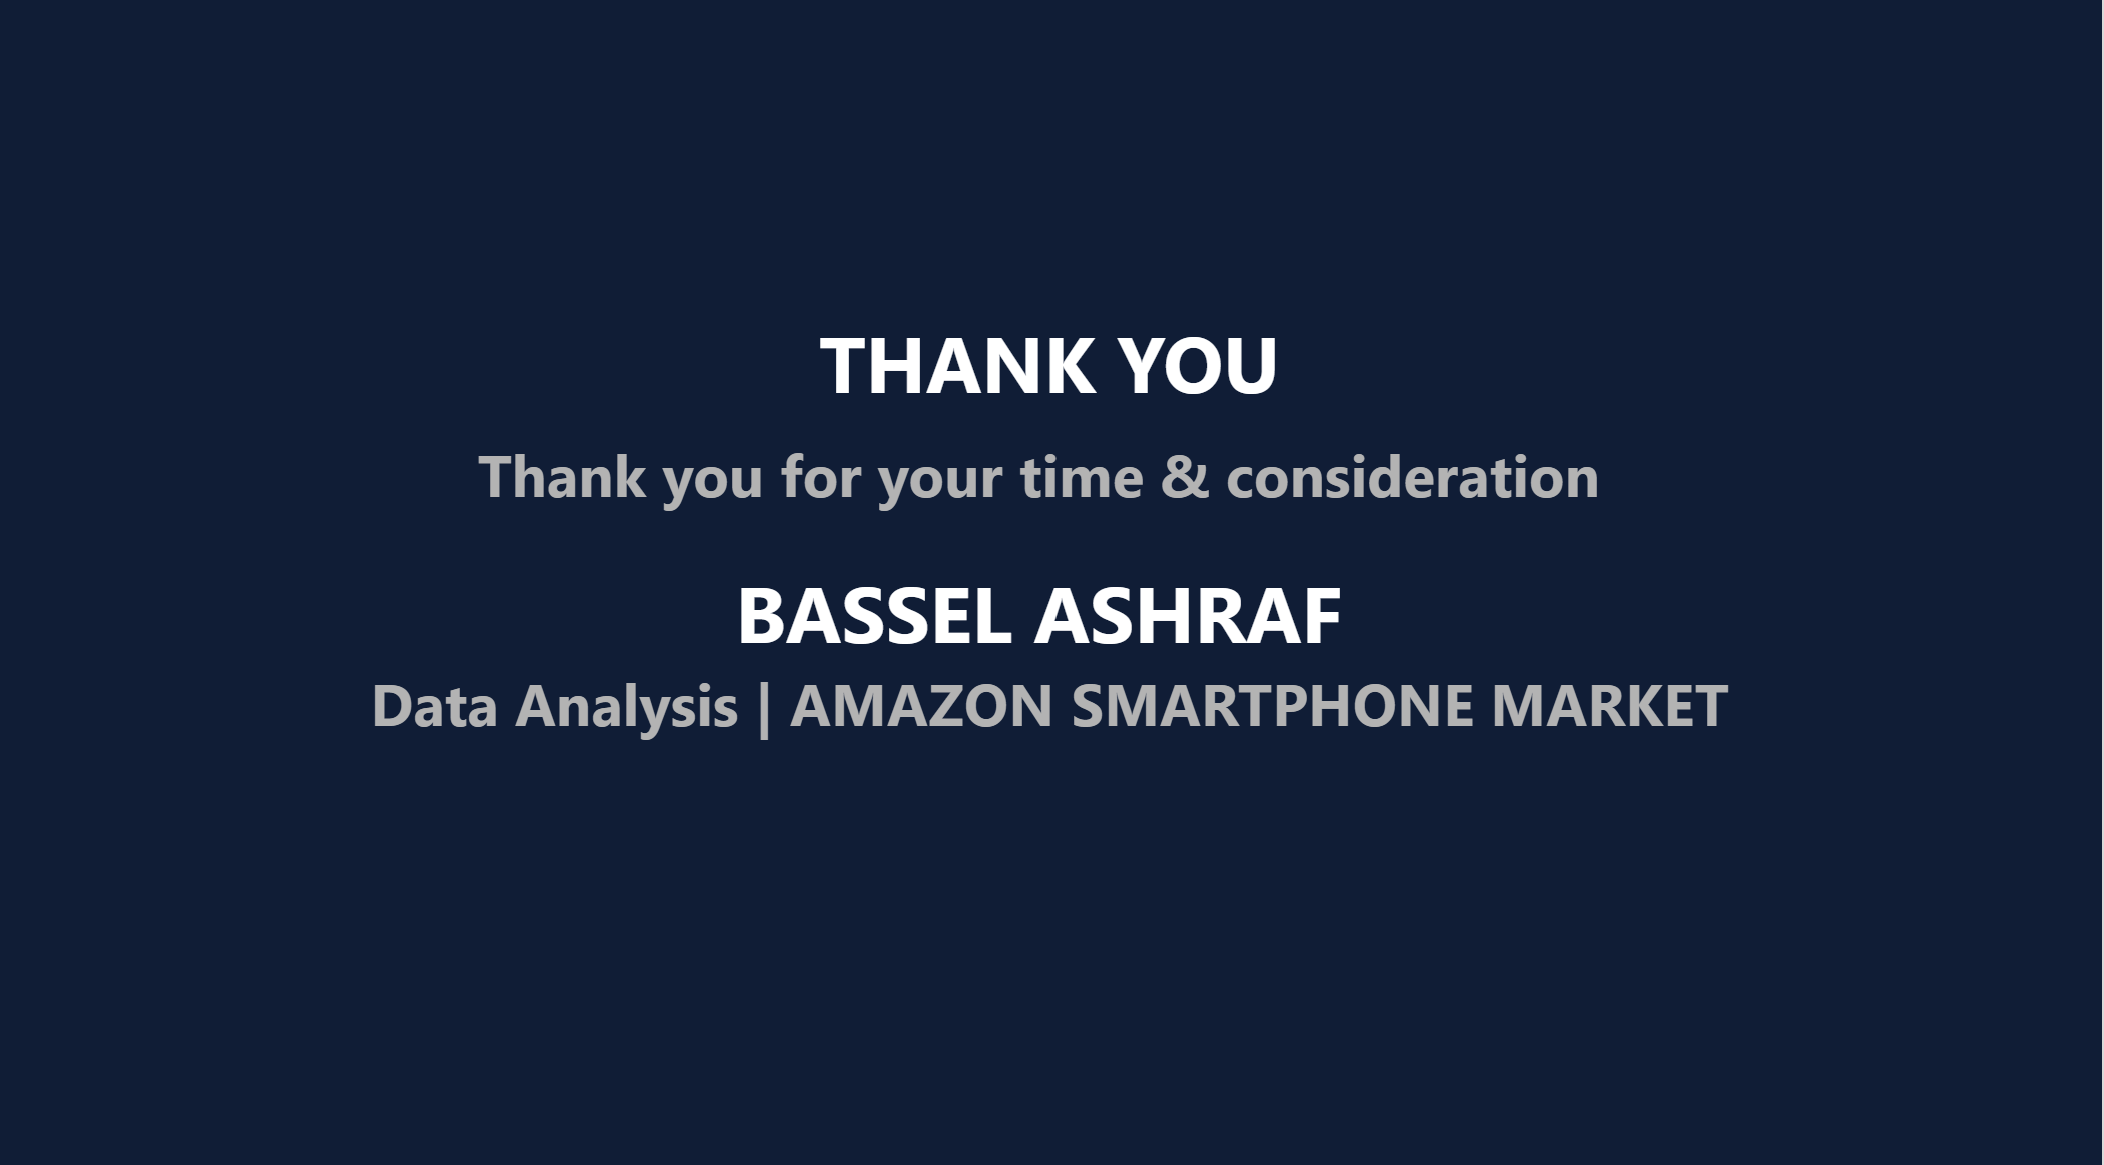 THANK YOU
Thank you for your time & consideration
BASSEL ASHRAF
Data Analysis | AMAZON SMARTPHONE MARKET